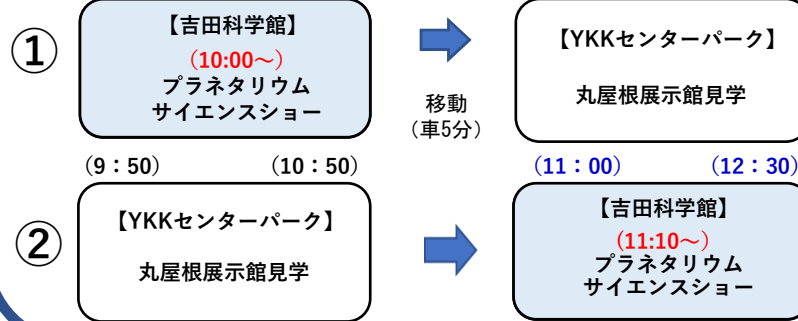 ①
【吉田科学館】
(10:00～)
プラネタリウム
サイエンスショー
移動
(車5分)
【YKKセンターパーク】
丸屋根展示館見学
(9：50)
(10：50)
(11：00)
(12：30)
②
【YKKセンターパーク】
丸屋根展示館見学
【吉田科学館】
(11:10～)
プラネタリウム
サイエンスショー